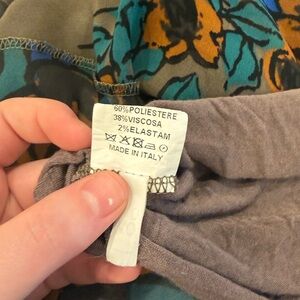 60% POLIESTERE
38% VISCOSA
2% ELASTAM
MADE IN ITALY